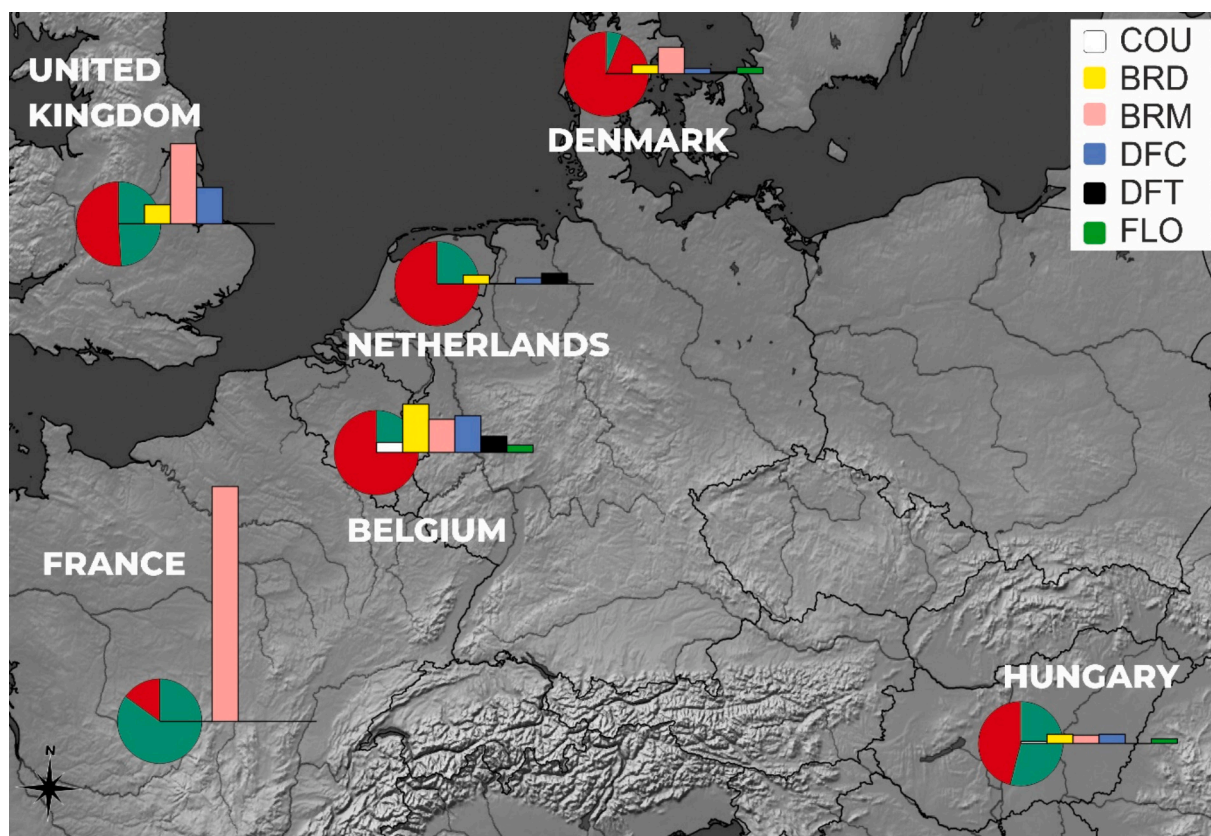 UNITED
KINGDOM
DENMARK
COU
BRD
BRM
DFC
DFT
FLO
NETHERLANDS
BELGIUM
FRANCE
HUNGARY
N